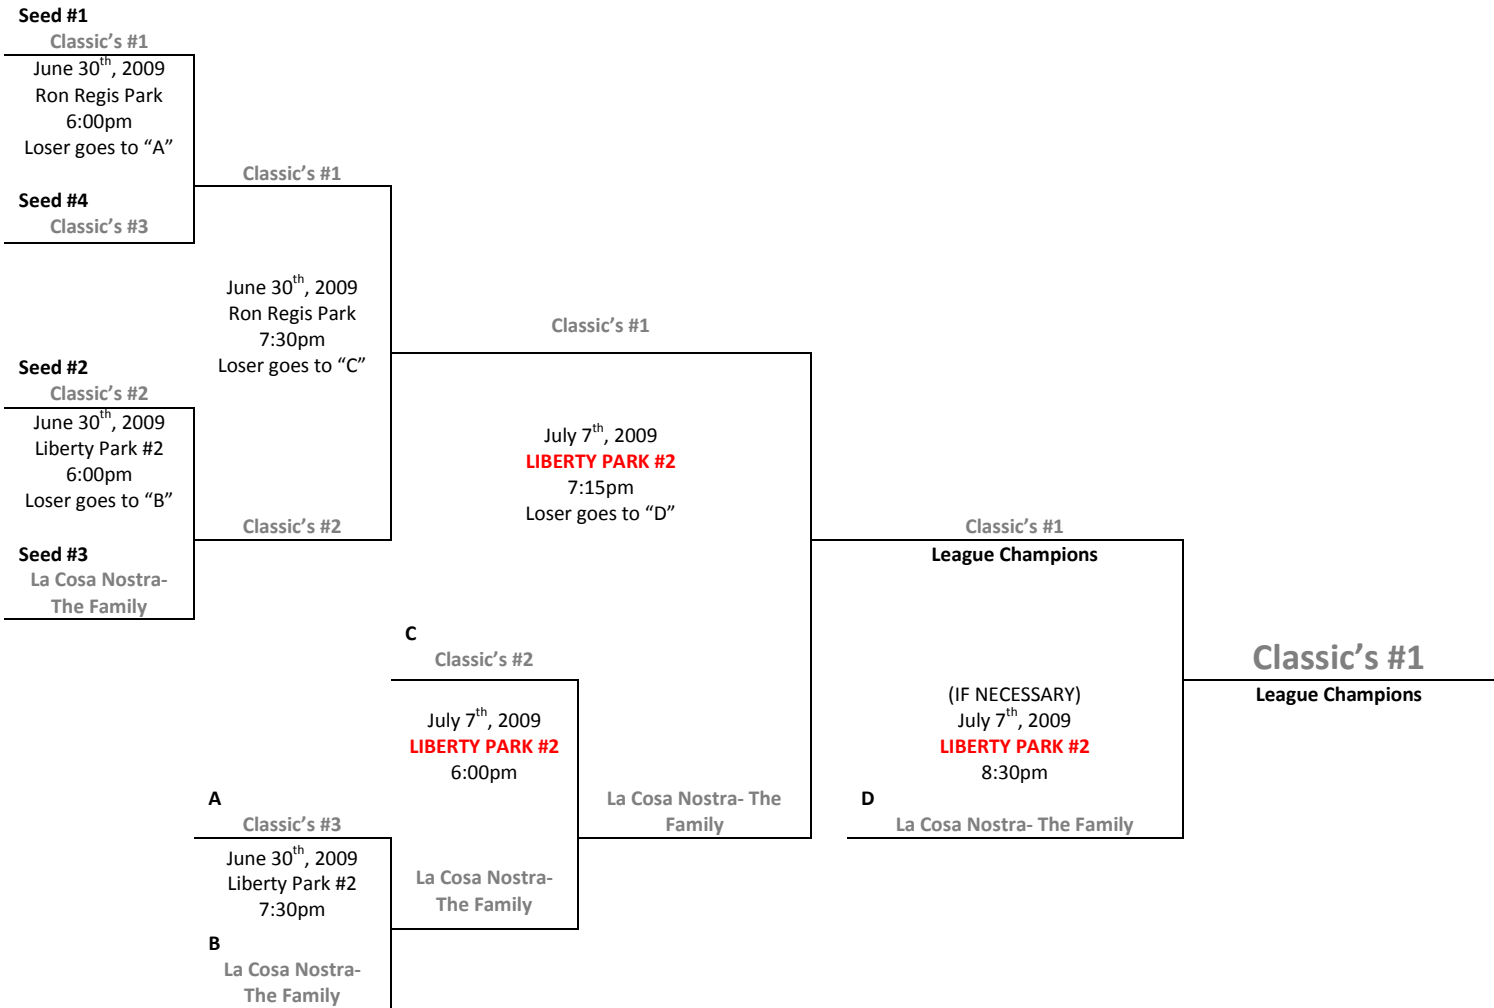 Seed #1
Classic’s #1
June 30th, 2009
Ron Regis Park
6:00pm
Loser goes to “A”
Seed #4
Classic’s #3
Seed #2
Classic’s #2
June 30th, 2009
Liberty Park #2
6:00pm
Loser goes to “B”
Seed #3
La Cosa Nostra-
The Family
Classic’s #1
June 30th, 2009
Ron Regis Park
7:30pm
Loser goes to “C”
Classic’s #2
A
Classic’s #3
June 30th, 2009
Liberty Park #2
7:30pm
B
La Cosa Nostra-
The Family
Classic’s #1
July 7th, 2009
LIBERTY PARK #2
7:15pm
Loser goes to “D”
C
Classic’s #2
July 7th, 2009
LIBERTY PARK #2
6:00pm
La Cosa Nostra-
The Family
La Cosa Nostra- The
Family
Classic’s #1
League Champions
(IF NECESSARY)
July 7th, 2009
LIBERTY PARK #2
8:30pm
D
La Cosa Nostra- The Family
Classic’s #1
League Champions